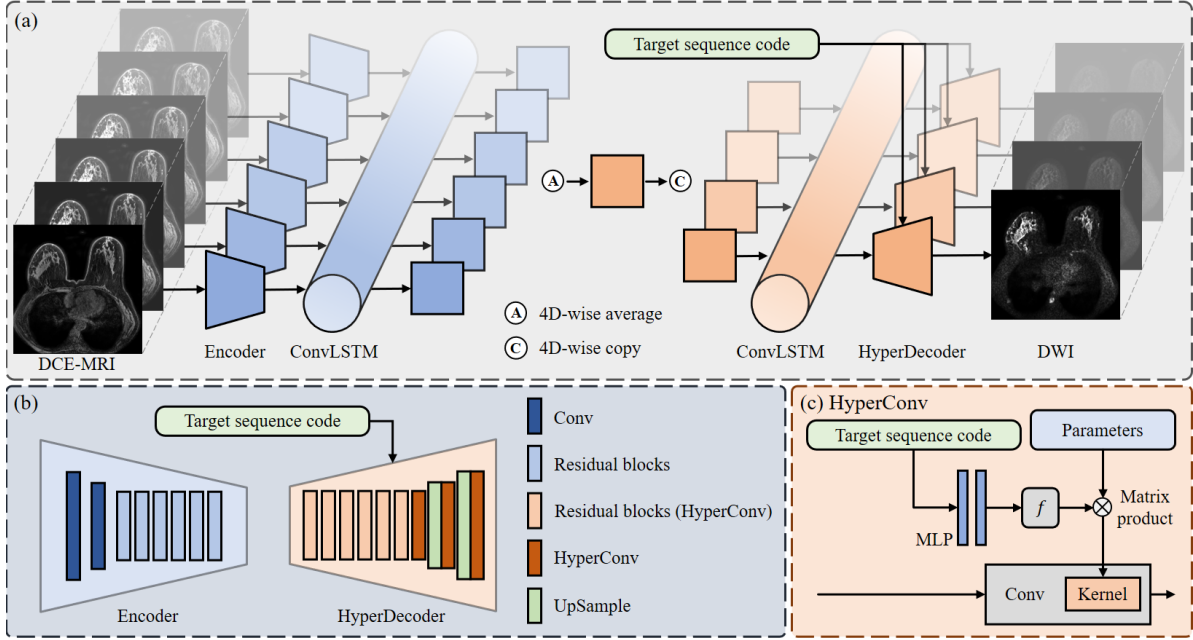 (a)
Target sequence code
A
C
A 4D-wise average
C 4D-wise copy
DCE-MRI
Encoder
ConvLSTM
ConvLSTM
HyperDecoder
DWI
(b)
Target sequence code
Conv
Residual blocks
Residual blocks (HyperConv)
HyperConv
UpSample
Encoder
HyperDecoder
(c) HyperConv
Target sequence code
Parameters
MLP
f
Matrix
product
Conv
Kernel